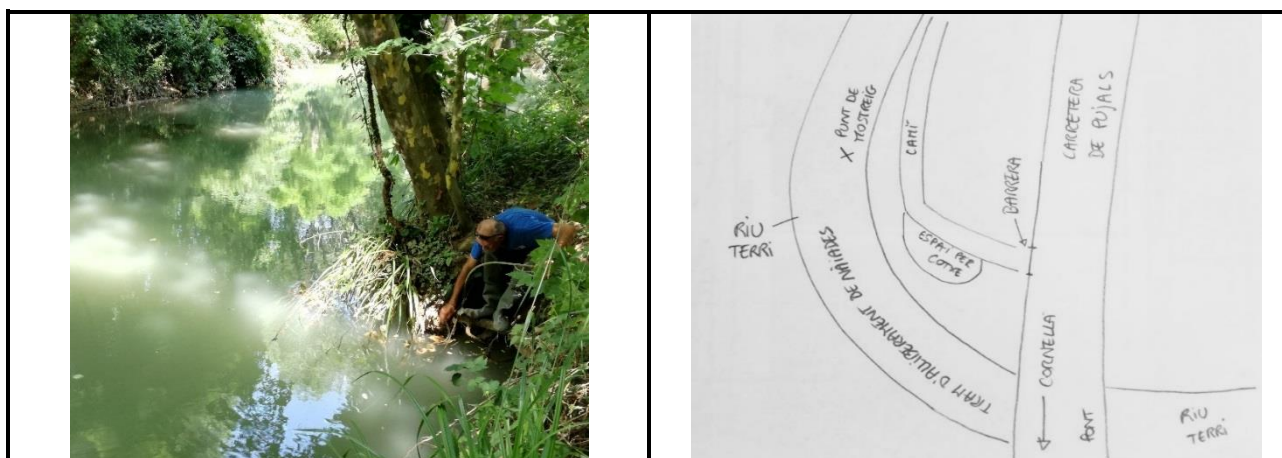 PUNT DE
MOSTREIG
X
CAMÍ
CARRETERA
DE PUJALS
BARRERA
RIU
TERRI
ESPAI PER
COTXE
TRAM D'ALLIBERAMENT DE NÀIADES
CORNELLÀ
PONT
RIU
TERRI